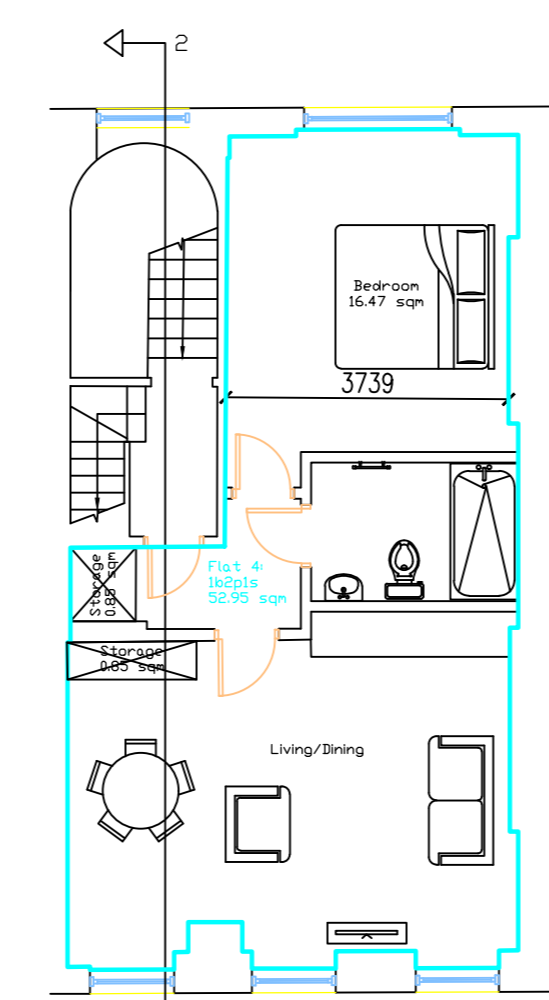 2
Bedroom
16.47 sqm
3739
Flat 4:
1b2p1s
52.95 sqm
Storage
0.85 sqm
Storage
0.85 sqm
Living/Dining